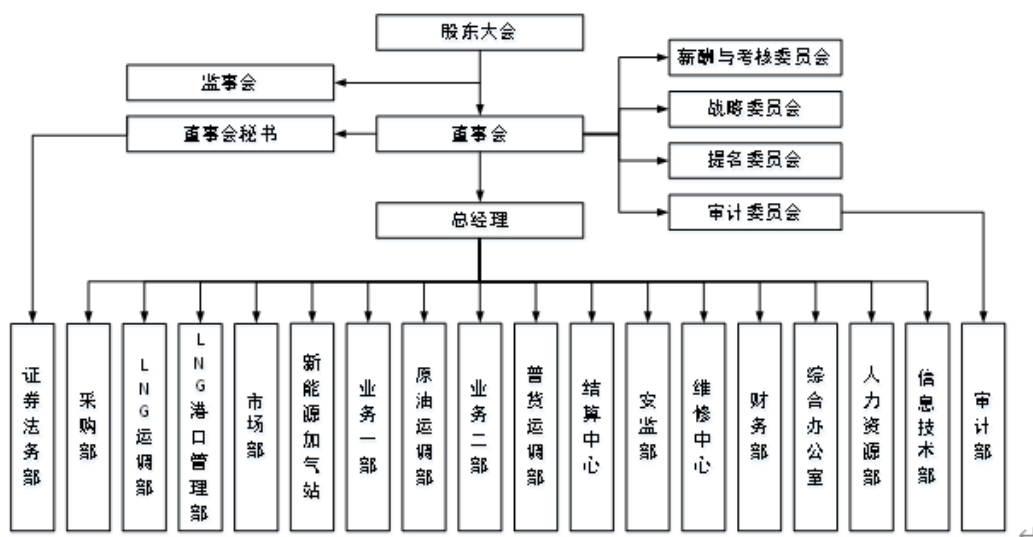 股东大会
监事会
薪酬与考核委员会
战略委员会
董事会秘书
董事会
提名委员会
总经理
审计委员会
证券法务部
采购部
LNG运调部
LNG港口管理部
市场部
新能源加气站
业务一部
原油运调部
业务二部
普货运调部
结算中心
安监部
维修中心
财务部
综合办公室
人力资源部
信息技术部
审计部